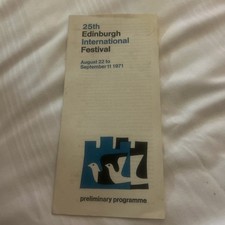 25th
Edinburgh
International
Festival
August 22 to
September 11 1971
preliminary programme